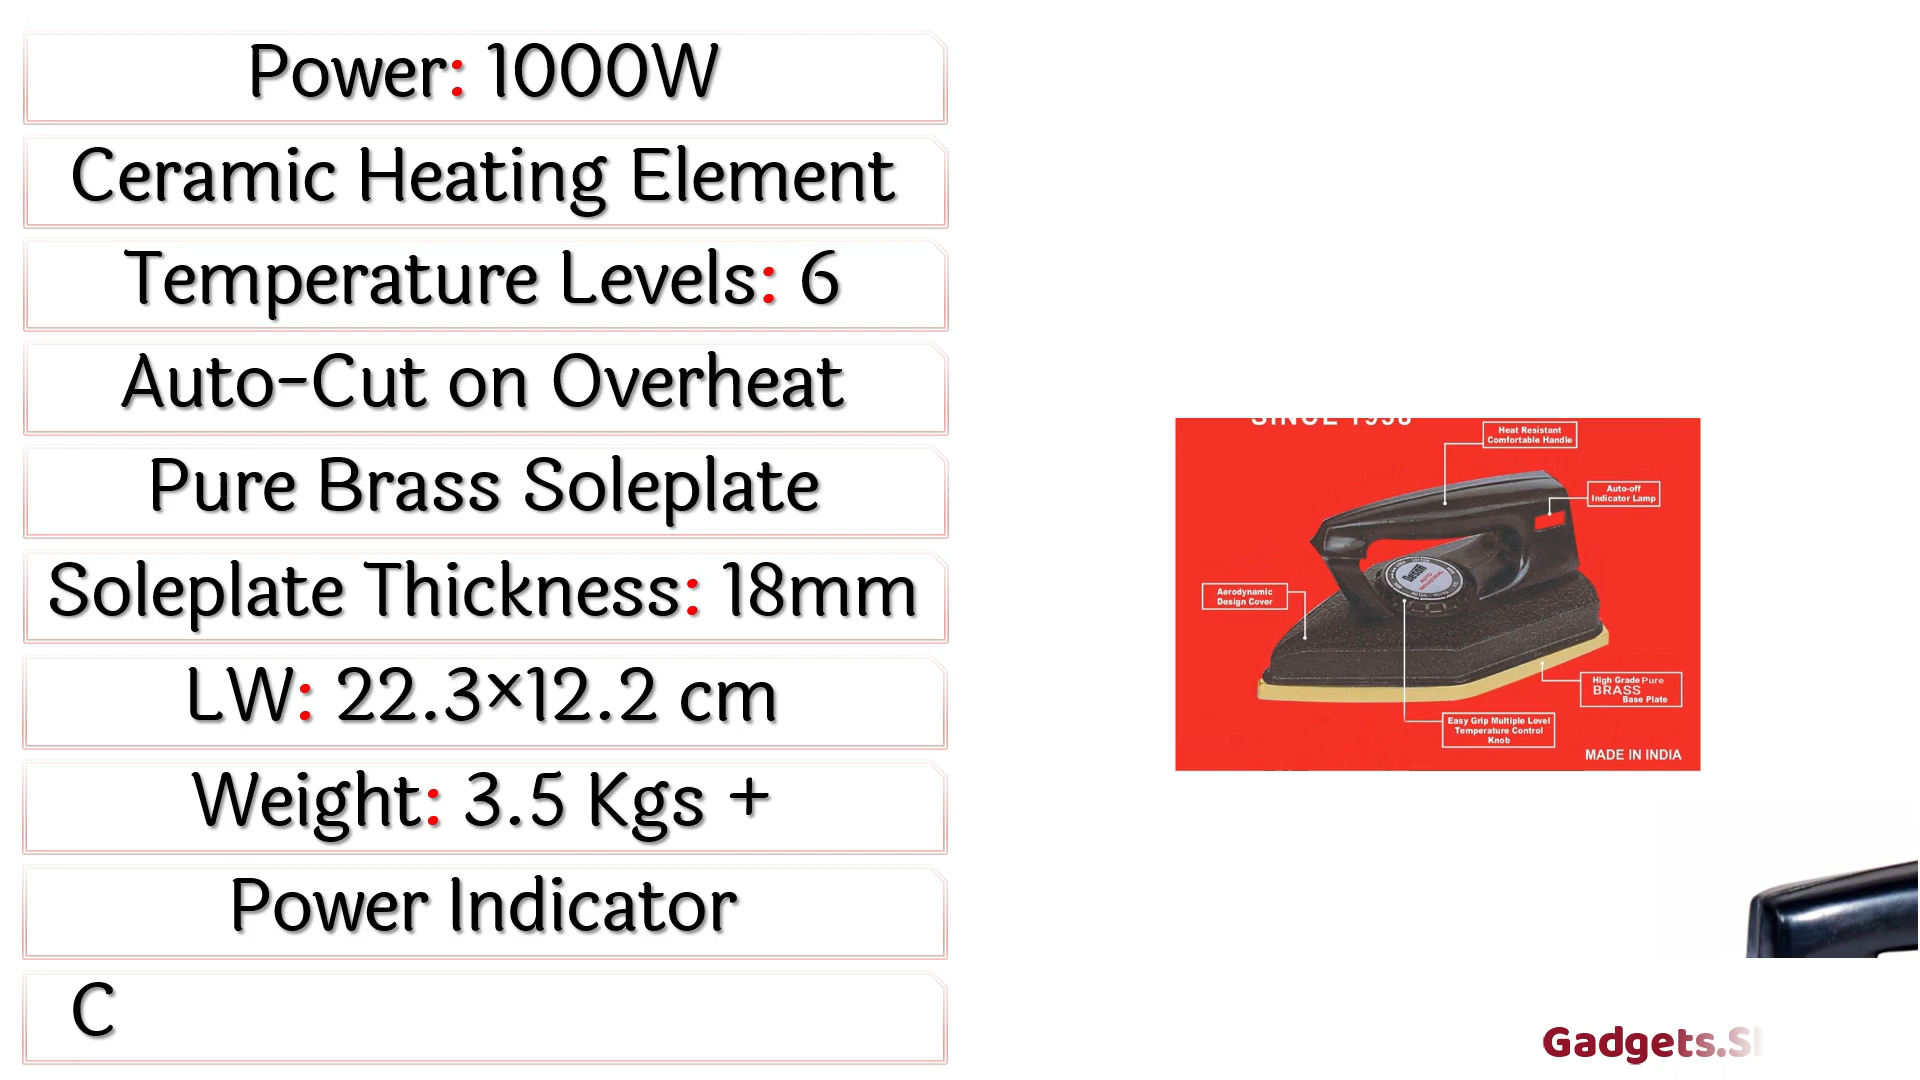 Power: 1000W
Ceramic Heating Element
Temperature Levels: 6
Auto-Cut on Overheat
Pure Brass Soleplate
Soleplate Thickness: 18mm
LW: 22.3×12.2 cm
Weight: 3.5 Kgs +
Power Indicator
C
SINCE 1958
Heat Resistant
Comfortable Handle
Auto-off
Indicator Lamp
Aerodynamic
Design Cover
High Grade Pure
BRASS
Base Plate
Easy Grip Multiple Level
Temperature Control
Knob
MADE IN INDIA
Gadgets.Sh